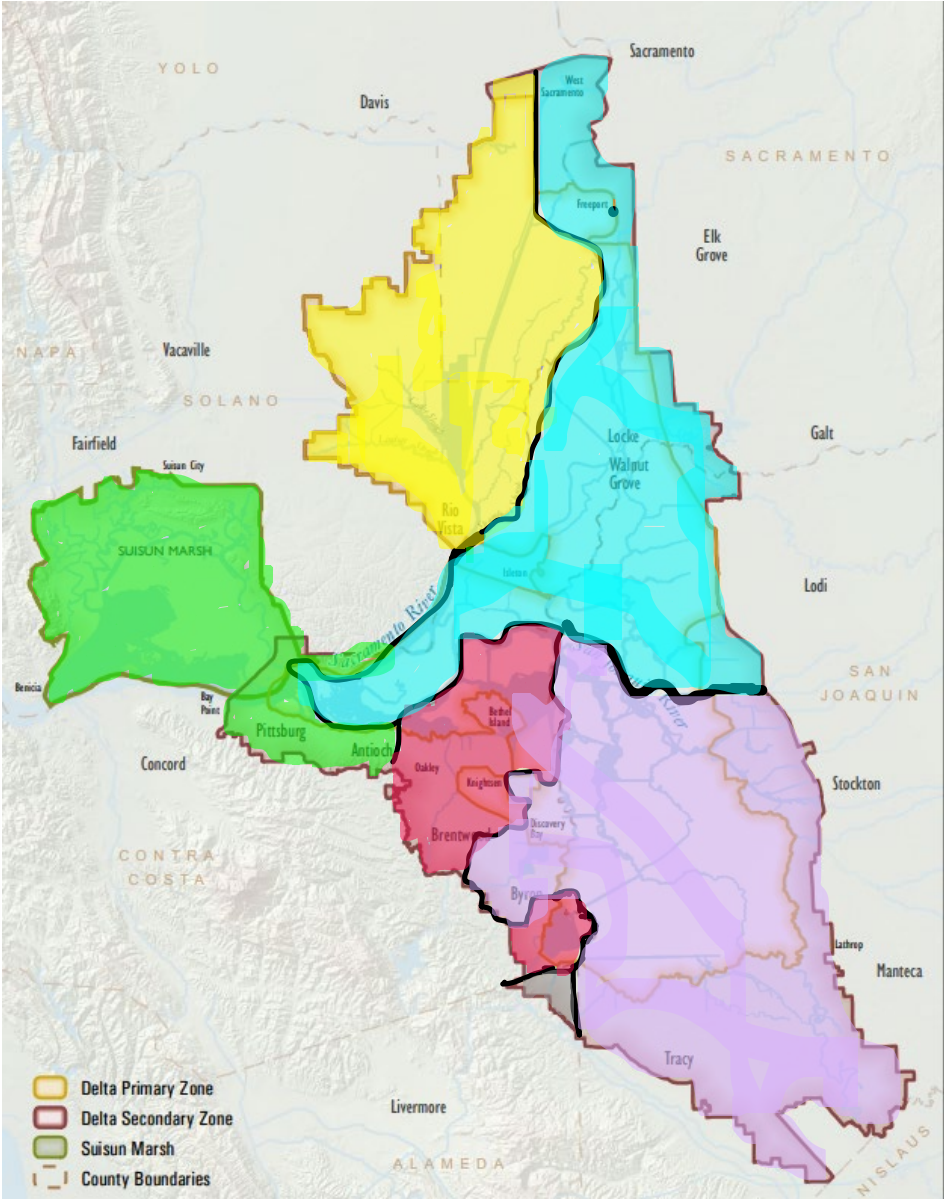 Sacramento
YOLO
West
Sacramento
Davis
SACRAMENTO
Freeport
Elk
Grove
NAPA
Vacaville
SOLANO
Galt
Fairfield
Locke
Walnut
Grove
Suisun City
Rio
Vista
SUISUN MARSH
Isleton
Lodi
Sacramento River
SAN
JOAQUIN
Benicia
Bay
Point
Bethel
Island
River
Pittsburg
Antioch
Concord
Oakley
Knightsen
Stockton
Discovery
Bay
Brentwood
CONTRA
COSTA
Byron
Lathrop
Manteca
Tracy
Delta Primary Zone
Delta Secondary Zone
Suisun Marsh
County Boundaries
Livermore
ALAMEDA
NISLAUS